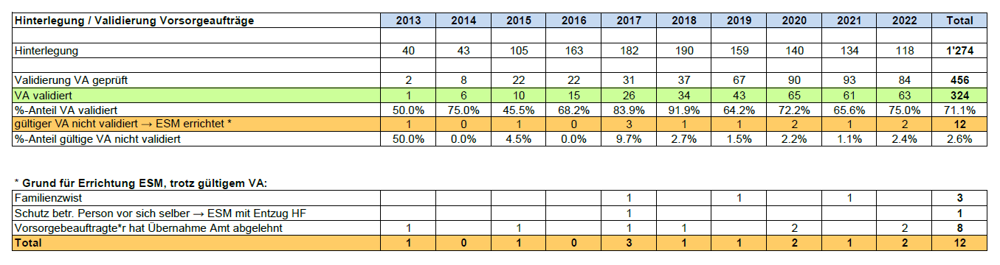 Hinterlegung / Validierung Vorsorgeaufträge 2013 2014 2015 2016 2017 2018 2019 2020 2021 2022 Total
Hinterlegung 40 43 105 163 182 190 159 140 134 118 1'274
Validierung VA geprüft 2 8 22 22 31 37 67 90 93 84 456
VA validiert 1 6 10 15 26 34 43 65 61 63 324
%-Anteil VA validiert 50.0% 75.0% 45.5% 68.2% 83.9% 91.9% 64.2% 72.2% 65.6% 75.0% 71.1%
gültiger VA nicht validiert → ESM errichtet * 1 0 1 0 3 1 1 2 1 2 12
%-Anteil gültige VA nicht validiert 50.0% 0.0% 4.5% 0.0% 9.7% 2.7% 1.5% 2.2% 1.1% 2.4% 2.6%
* Grund für Errichtung ESM, trotz gültigem VA:
Familienzwist 1 1 1 3
Schutz betr. Person vor sich selber → ESM mit Entzug HF 1 1
Vorsorgebeauftragte*r hat Übernahme Amt abgelehnt 1 1 1 1 2 2 8
Total 1 0 1 0 3 1 1 2 1 2 12